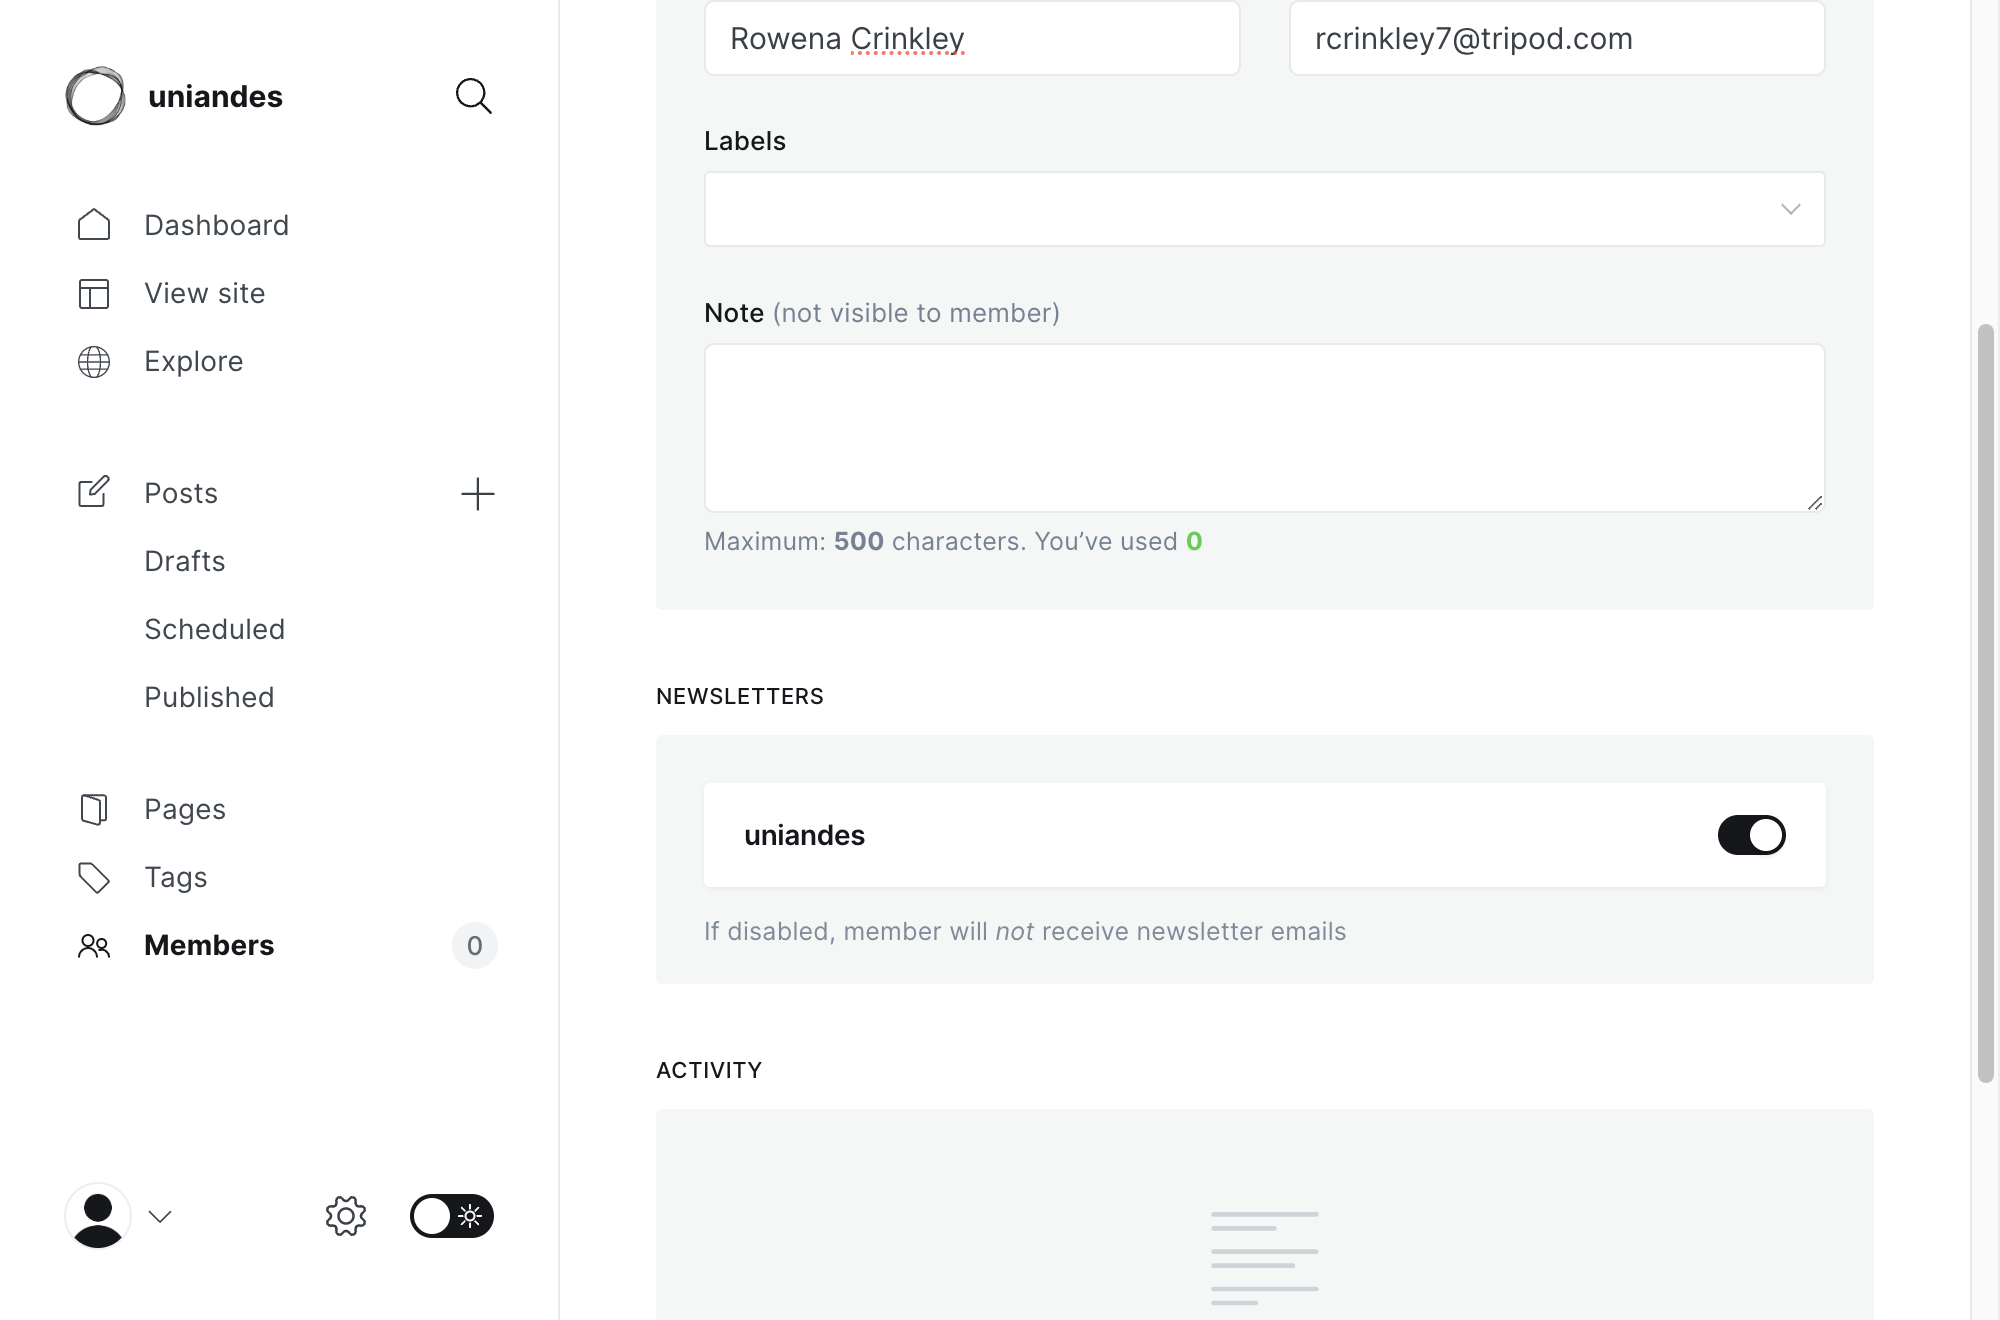 uniandes
Dashboard
View site
Explore
Posts
Drafts
Scheduled
Published
Pages
Tags
Members 0
Rowena Crinkley
rcrinkley7@tripod.com
Labels
Note (not visible to member)
Maximum: 500 characters. You’ve used 0
NEWSLETTERS
uniandes
If disabled, member will not receive newsletter emails
ACTIVITY